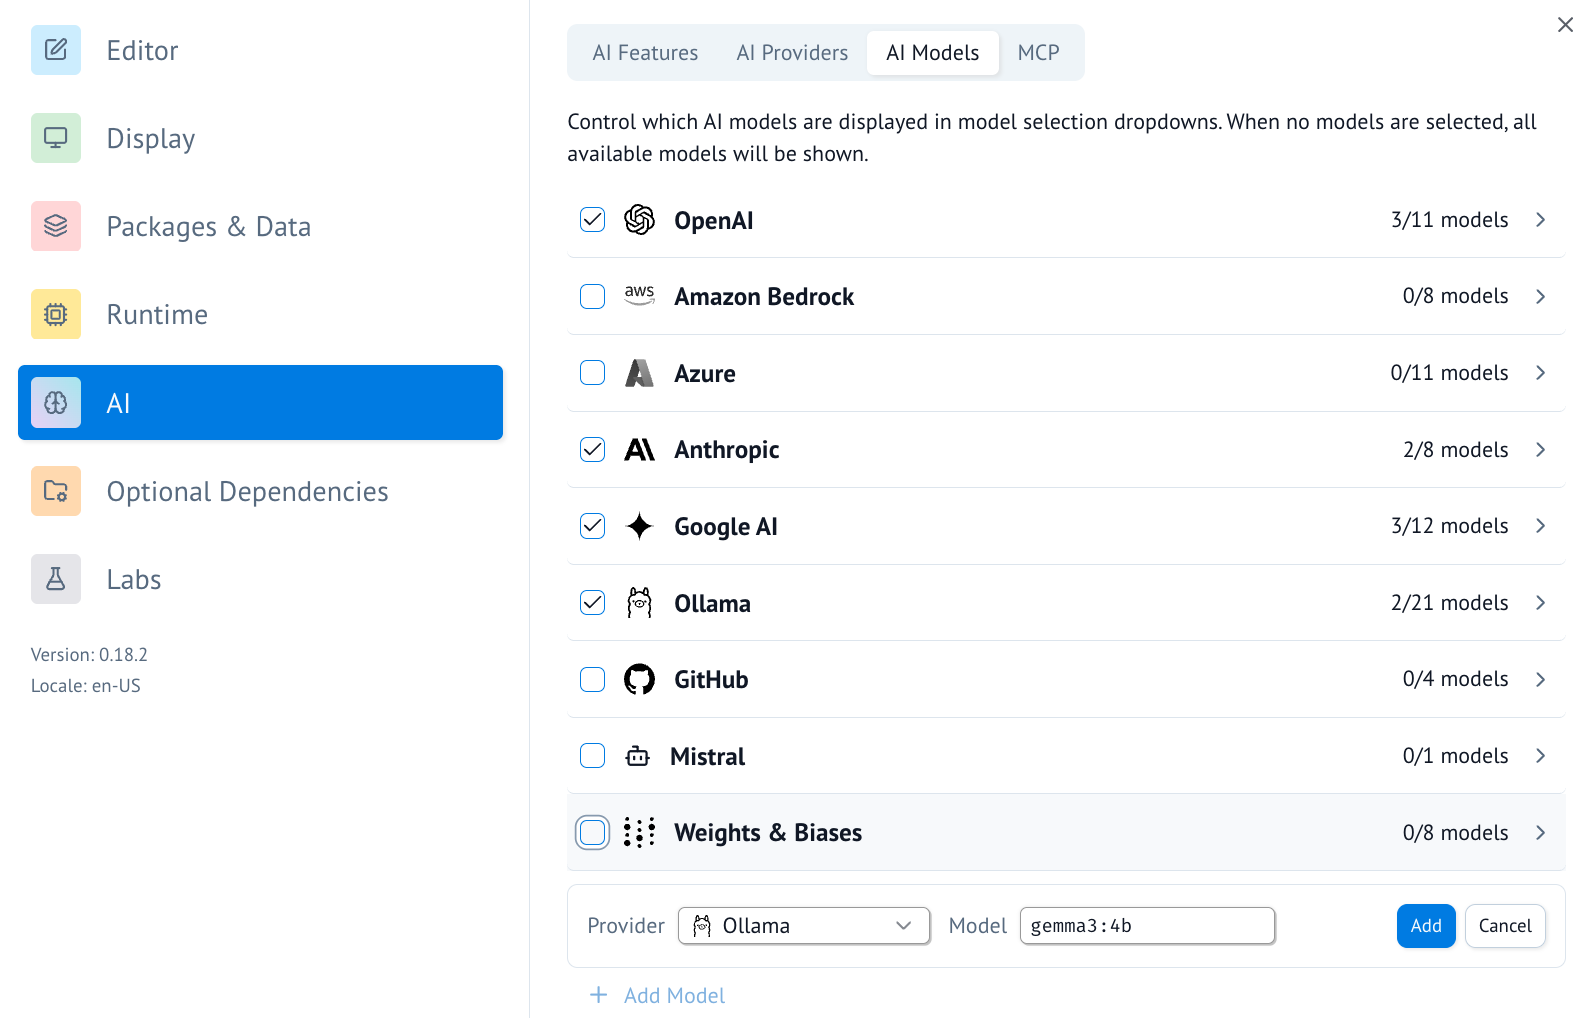 Editor
Display
Packages & Data
Runtime
AI
Optional Dependencies
Labs
Version: 0.18.2
Locale: en-US
AI Features AI Providers AI Models MCP
Control which AI models are displayed in model selection dropdowns. When no models are selected, all
available models will be shown.
OpenAI 3/11 models
aws Amazon Bedrock 0/8 models
Azure 0/11 models
Anthropic 2/8 models
Google AI 3/12 models
Ollama 2/21 models
GitHub 0/4 models
Mistral 0/1 models
Weights & Biases 0/8 models
Provider Ollama Model gemma3:4b Add Cancel
+ Add Model